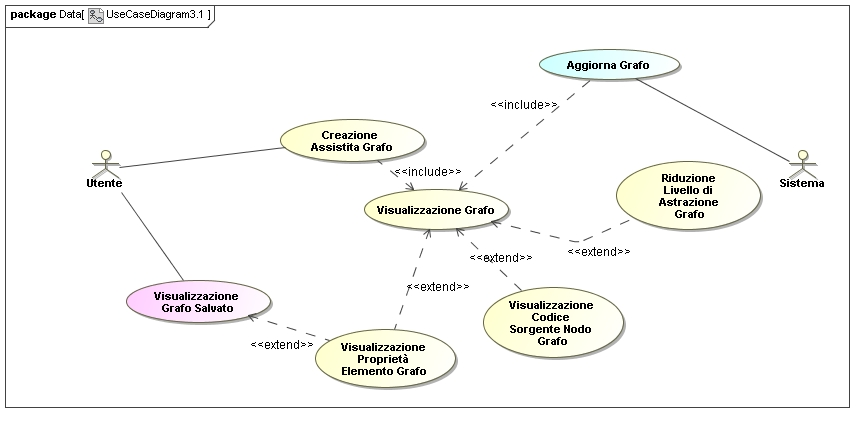 package Data[ UseCaseDiagram3.1 ]
Aggiorna Grafo
<<include>>
Creazione
Assistita Grafo
<<include>>
Utente
Sistema
Riduzione
Livello di
Astrazione
Grafo
Visualizzazione Grafo
<<extend>>
<<extend>>
<<extend>>
Visualizzazione
Grafo Salvato
Visualizzazione
Codice
Sorgente Nodo
Grafo
<<extend>>
Visualizzazione
Proprietà
Elemento Grafo